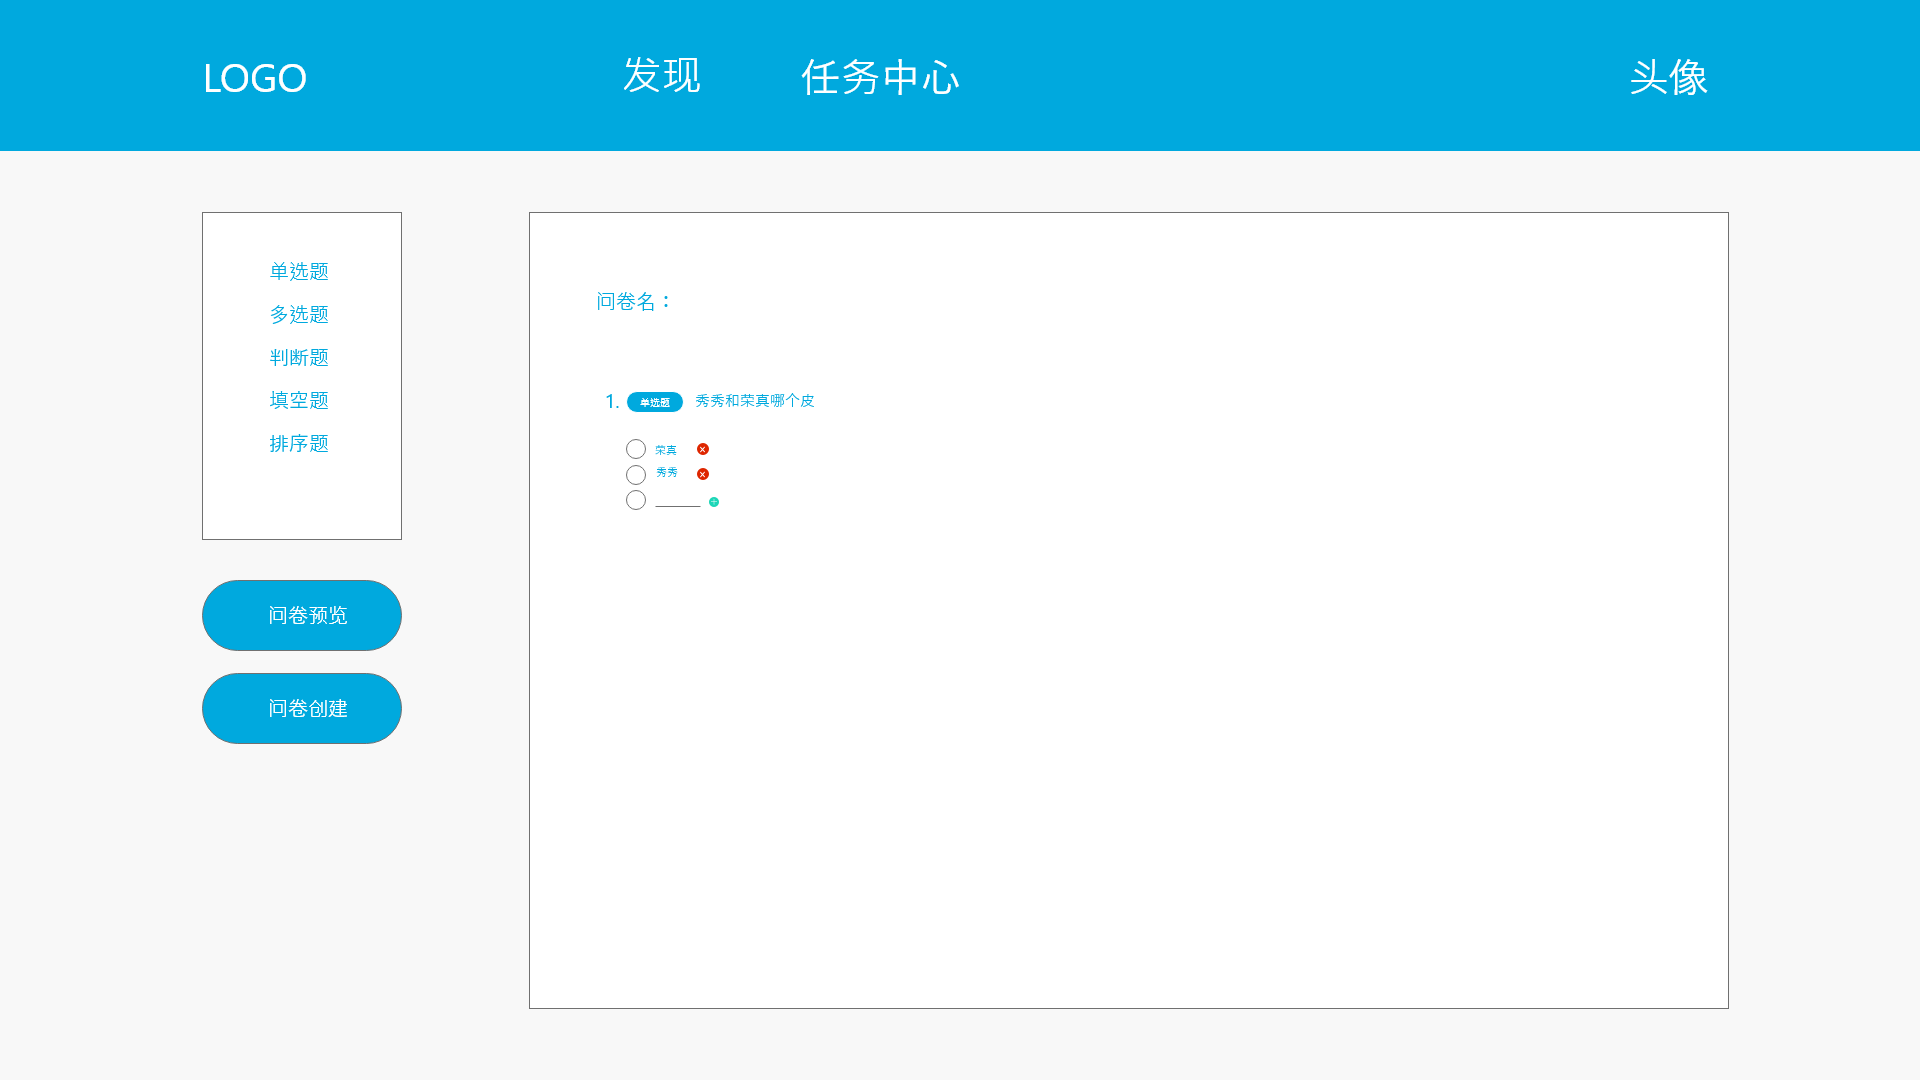 LOGO 发现 任务中心 头像
单选题
多选题
判断题
填空题
排序题
问卷预览
问卷创建
问卷名：
1. 单选题 秀秀和荣真哪个皮
荣真
秀秀